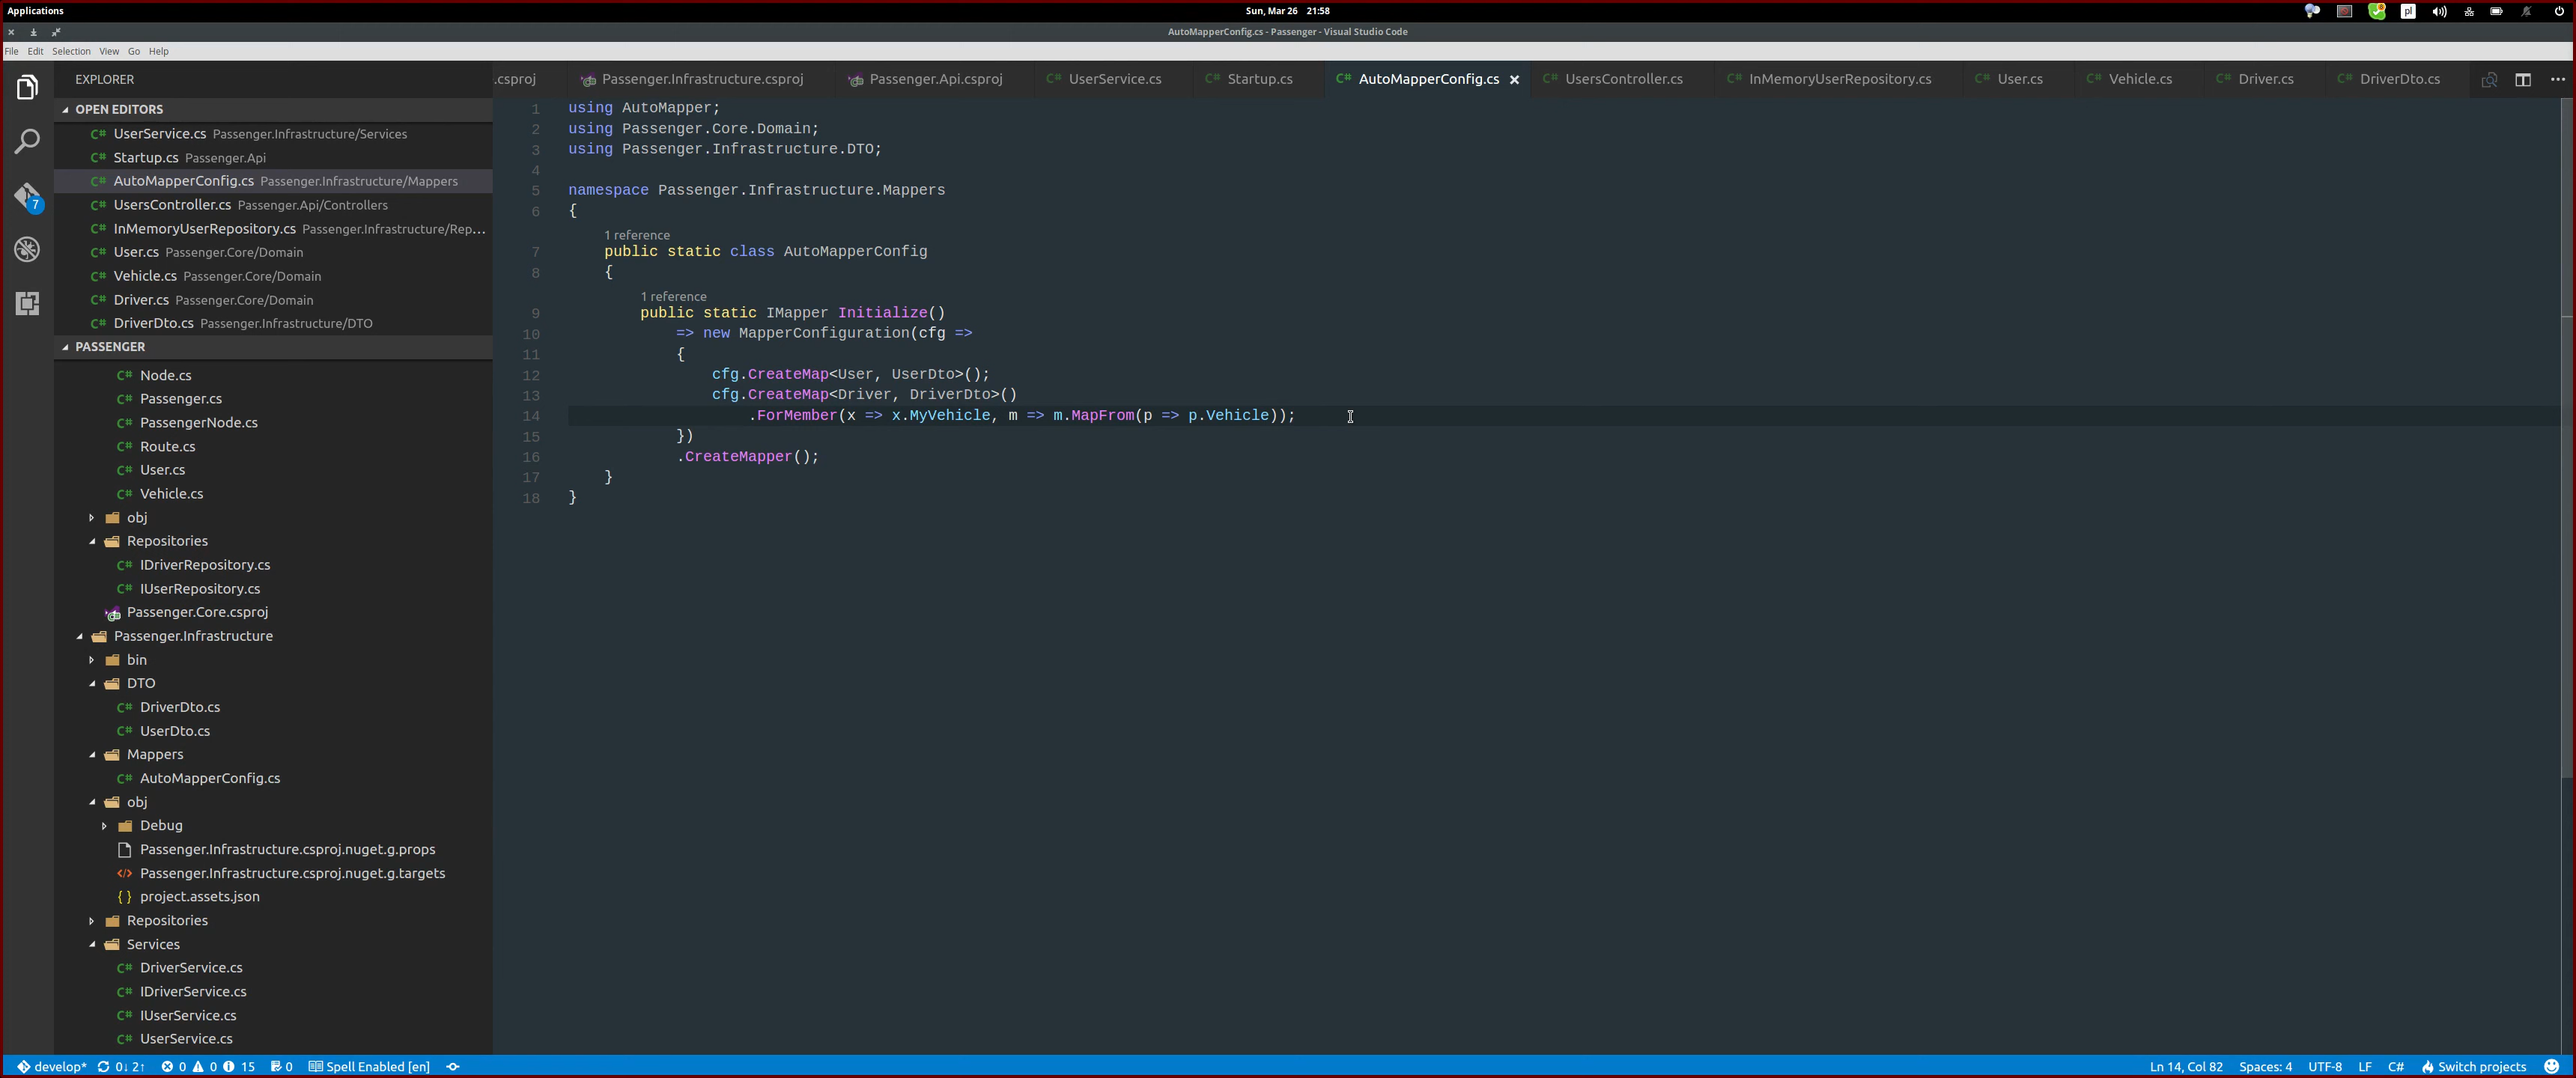 Applications
Sun, Mar 26 21:58
pl
AutoMapperConfig.cs - Passenger - Visual Studio Code
File Edit Selection View Go Help
EXPLORER
.csproj Passenger.Infrastructure.csproj Passenger.Api.csproj UserService.cs Startup.cs AutoMapperConfig.cs UsersController.cs InMemoryUserRepository.cs User.cs Vehicle.cs Driver.cs DriverDto.cs
OPEN EDITORS
UserService.cs Passenger.Infrastructure/Services
Startup.cs Passenger.Api
AutoMapperConfig.cs Passenger.Infrastructure/Mappers
UsersController.cs Passenger.Api/Controllers
InMemoryUserRepository.cs Passenger.Infrastructure/Rep...
User.cs Passenger.Core/Domain
Vehicle.cs Passenger.Core/Domain
Driver.cs Passenger.Core/Domain
DriverDto.cs Passenger.Infrastructure/DTO
7
PASSENGER
Node.cs
Passenger.cs
PassengerNode.cs
Route.cs
User.cs
Vehicle.cs
obj
Repositories
IDriverRepository.cs
IUserRepository.cs
Passenger.Core.csproj
Passenger.Infrastructure
bin
DTO
DriverDto.cs
UserDto.cs
Mappers
AutoMapperConfig.cs
obj
Debug
Passenger.Infrastructure.csproj.nuget.g.props
Passenger.Infrastructure.csproj.nuget.g.targets
project.assets.json
Repositories
Services
DriverService.cs
IDriverService.cs
IUserService.cs
UserService.cs
1 using AutoMapper;
2 using Passenger.Core.Domain;
3 using Passenger.Infrastructure.DTO;
4
5 namespace Passenger.Infrastructure.Mappers
6 {
1 reference
7 public static class AutoMapperConfig
8 {
1 reference
9 public static IMapper Initialize()
10 => new MapperConfiguration(cfg =>
11 {
12 cfg.CreateMap<User, UserDto>();
13 cfg.CreateMap<Driver, DriverDto>()
14 .ForMember(x => x.MyVehicle, m => m.MapFrom(p => p.Vehicle));
15 })
16 .CreateMapper();
17 }
18 }
develop* 0↓ 2↑ 0 0 15 0 Spell Enabled [en]
Ln 14, Col 82 Spaces: 4 UTF-8 LF C# Switch projects